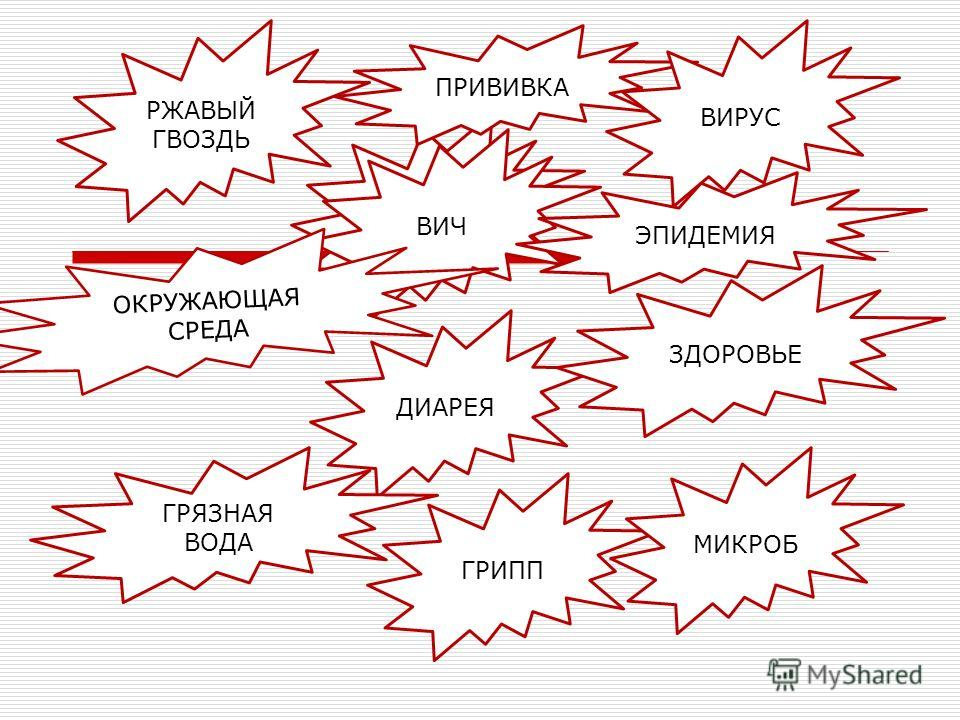 РЖАВЫЙ
ГВОЗДЬ
ПРИВИВКА
ВИРУС
ВИЧ
ЭПИДЕМИЯ
ОКРУЖАЮЩАЯ
СРЕДА
ЗДОРОВЬЕ
ДИАРЕЯ
ГРЯЗНАЯ
ВОДА
ГРИПП
МИКРОБ
MyShared